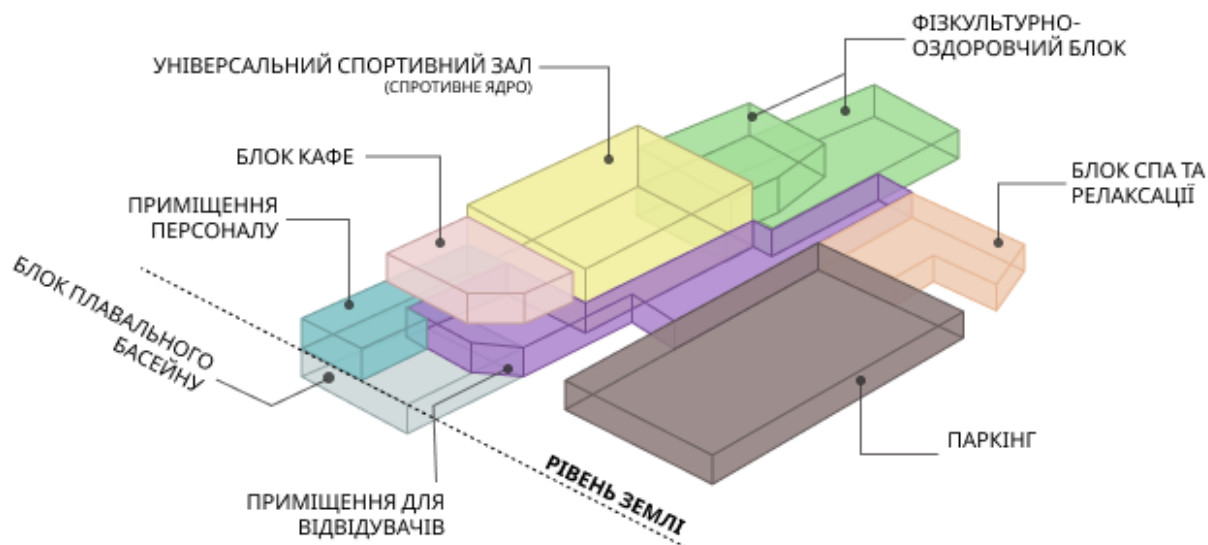 ФІЗКУЛЬТУРНО-
ОЗДОРОВЧИЙ БЛОК
УНІВЕРСАЛЬНИЙ СПОРТИВНИЙ ЗАЛ
(СПРОТИВНЕ ЯДРО)
БЛОК КАФЕ
БЛОК СПА ТА
РЕЛАКСАЦІЇ
ПРИМІЩЕННЯ
ПЕРСОНАЛУ
БЛОК ПЛАВАЛЬНОГО
БАСЕЙНУ
ПАРКІНГ
РІВЕНЬ ЗЕМЛІ
ПРИМІЩЕННЯ ДЛЯ
ВІДВІДУВАЧІВ